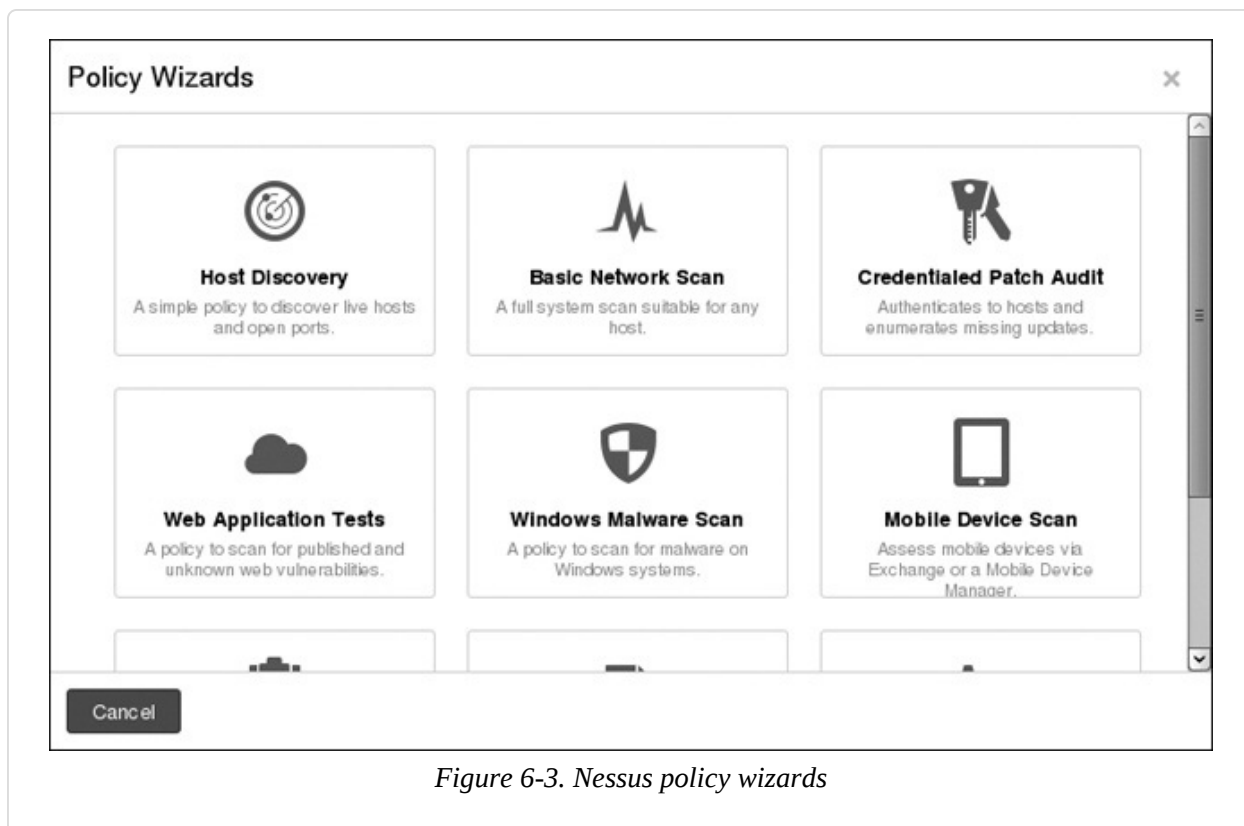 Policy Wizards
Host Discovery
A simple policy to discover live hosts
and open ports.
Basic Network Scan
A full system scan suitable for any
host.
Credentialed Patch Audit
Authenticates to hosts and
enumerates missing updates.
Web Application Tests
A policy to scan for published and
unknown web vulnerabilities.
Windows Malware Scan
A policy to scan for malware on
Windows systems.
Mobile Device Scan
Assess mobile devices via
Exchange or a Mobile Device
Manager.
Cancel
Figure 6-3. Nessus policy wizards